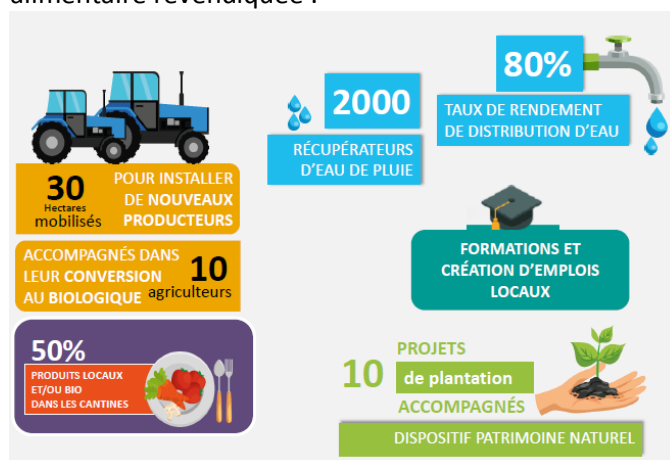 alimentaire revendiquée :
80%
TAUX DE RENDEMENT
DE DISTRIBUTION D'EAU
2000
RÉCUPÉRATEURS
D'EAU DE PLUIE
30
Hectares
mobilisés
POUR INSTALLER
DE NOUVEAUX
PRODUCTEURS
ACCOMPAGNÉS DANS
LEUR CONVERSION
AU BIOLOGIQUE
10
agriculteurs
FORMATIONS ET
CRÉATION D'EMPLOIS
LOCAUX
50%
PRODUITS LOCAUX
ET/OU BIO
DANS LES CANTINES
10
PROJETS
de plantation
ACCOMPAGNÉS
DISPOSITIF PATRIMOINE NATUREL